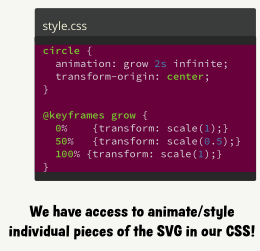 style.css
circle {
  animation: grow 2s infinite;
  transform-origin: center;
}

@keyframes grow {
  0%    {transform: scale(1);}
  50%   {transform: scale(0.5);}
  100% {transform: scale(1);}
}
We have access to animate/style
individual pieces of the SVG in our CSS!